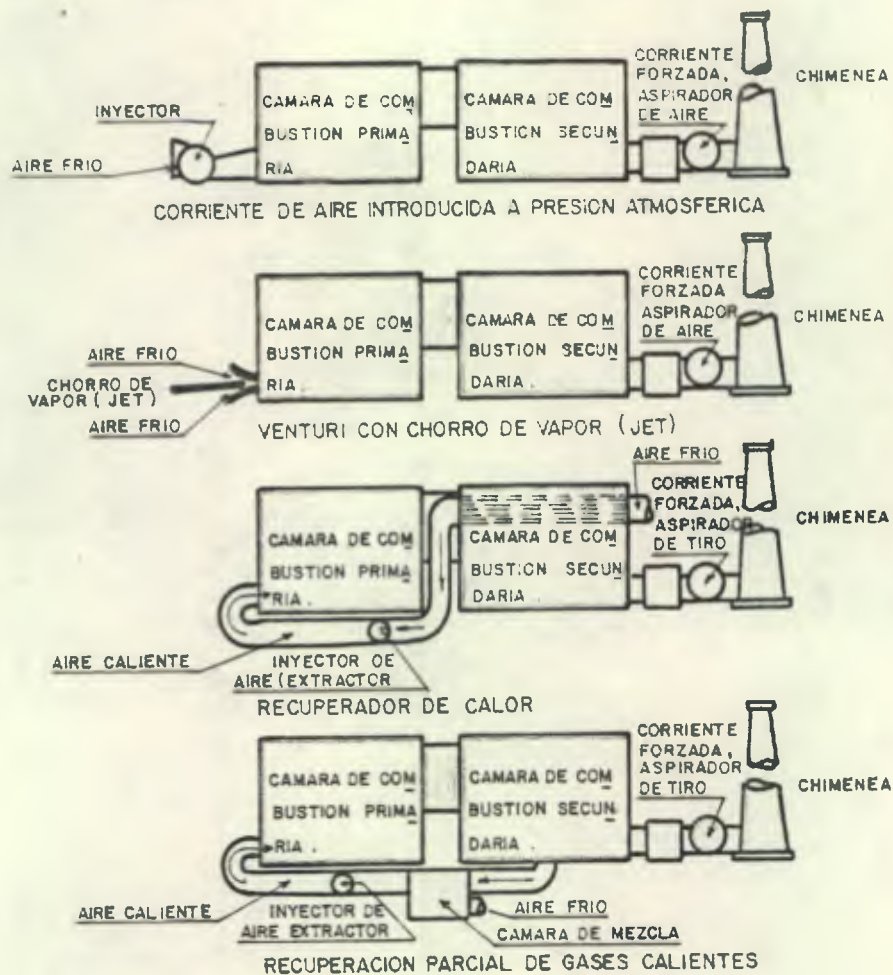 CORRIENTE
FORZADA,
ASPIRADOR
DE AIRE
CHIMENEA
INYECTOR
AIRE FRIO
CAMARA DE COM
BUSTION PRIMA
RIA
CAMARA DE COM
BUSTION SECUN
DARIA
CORRIENTE DE AIRE INTRODUCIDA A PRESION ATMOSFERICA
CORRIENTE
FORZADA
ASPIRADOR
DE AIRE
CHIMENEA
AIRE FRIO
CHORRO DE
VAPOR (JET)
AIRE FRIO
CAMARA DE COM
BUSTION PRIMA
RIA.
CAMARA DE COM
BUSTION SECUN
DARIA.
VENTURI CON CHORRO DE VAPOR (JET)
AIRE FRIO
CORRIENTE
FORZADA,
ASPIRADOR
DE TIRO
CHIMENEA
CAMARA DE COM
BUSTION PRIMA
RIA.
CAMARA DE COM
BUSTION SECUN
DARIA.
AIRE CALIENTE
INYECTOR DE
AIRE (EXTRACTOR
RECUPERADOR DE CALOR
CORRIENTE
FORZADA,
ASPIRADOR
DE TIRO
CHIMENEA
CAMARA DE COM
BUSTION PRIMA
RIA.
CAMARA DE COM
BUSTION SECUN
DARIA.
AIRE CALIENTE
INYECTOR DE
AIRE EXTRACTOR
AIRE FRIO
CAMARA DE MEZCLA
RECUPERACION PARCIAL DE GASES CALIENTES